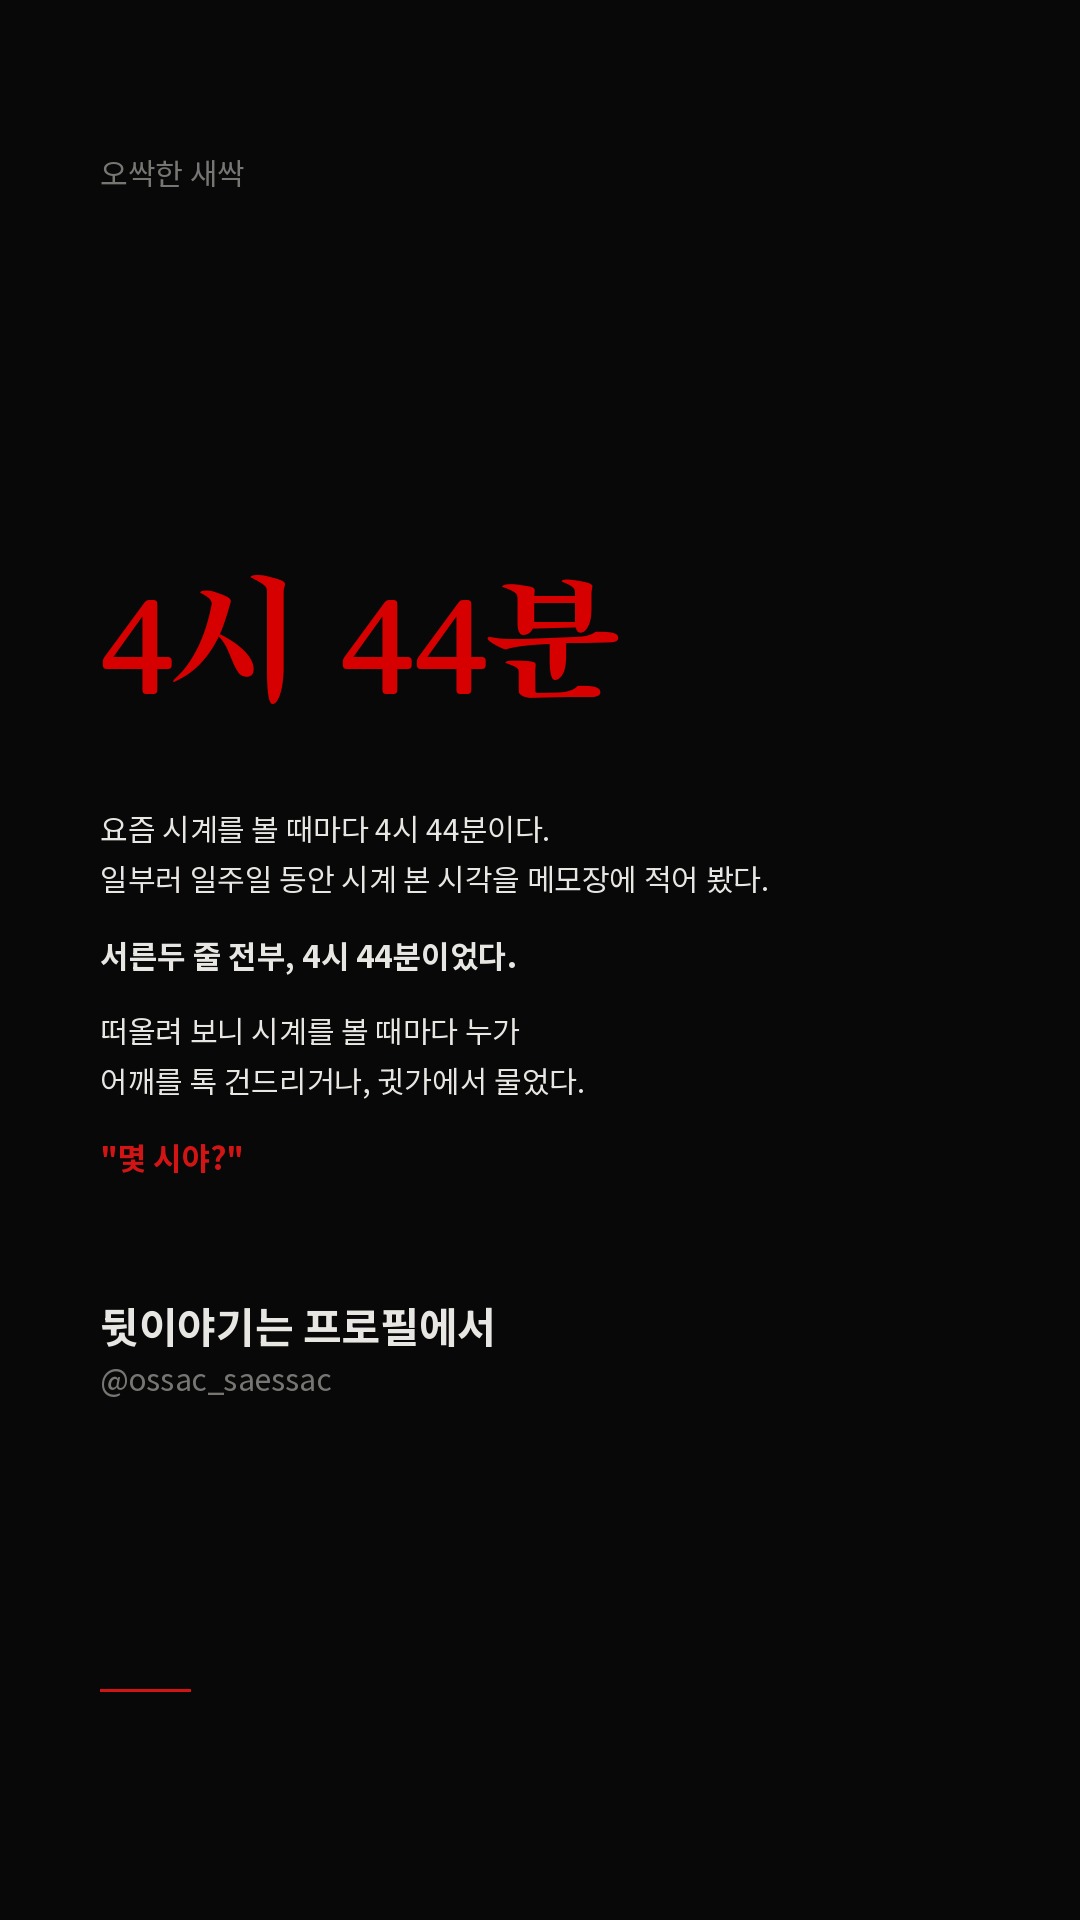 오싹한 새싹
4시 44분
요즘 시계를 볼 때마다 4시 44분이다.
일부러 일주일 동안 시계 본 시각을 메모장에 적어 봤다.
서른두 줄 전부, 4시 44분이었다.
떠올려 보니 시계를 볼 때마다 누가
어깨를 톡 건드리거나, 귓가에서 물었다.
"몇 시야?"
뒷이야기는 프로필에서
@ossac_saessac